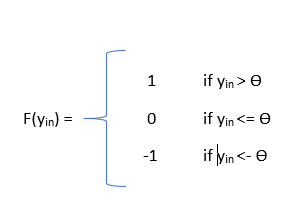 1 if yin > Ө
F(yin) = 0 if yin <= Ө
-1 if yin <- Ө